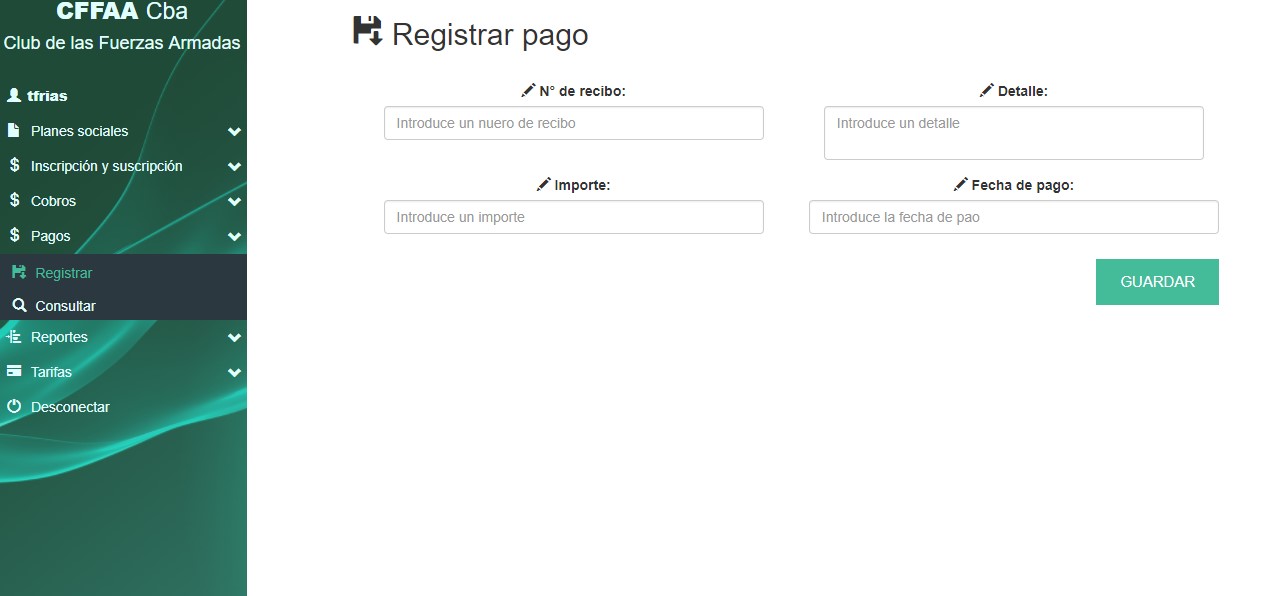 CFFAA Cba
Club de las Fuerzas Armadas
tfrias
Planes sociales
Inscripción y suscripción
Cobros
Pagos
Registrar
Consultar
Reportes
Tarifas
Desconectar
Registrar pago
N° de recibo:
Introduce un nuero de recibo
Detalle:
Introduce un detalle
Importe:
Introduce un importe
Fecha de pago:
Introduce la fecha de pao
GUARDAR